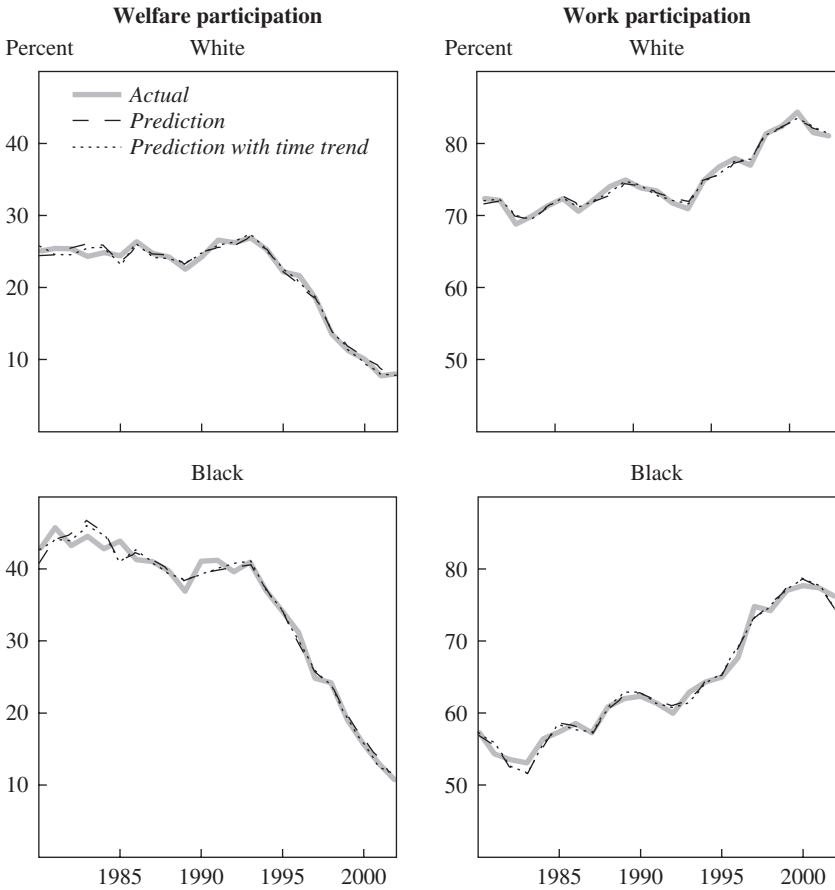 Welfare participation
Work participation
Percent
White
Percent
White
Actual
Prediction
Prediction with time trend
40
30
20
10
80
70
60
50
Black
Black
40
30
20
10
80
70
60
50
1985 1990 1995 2000
1985 1990 1995 2000